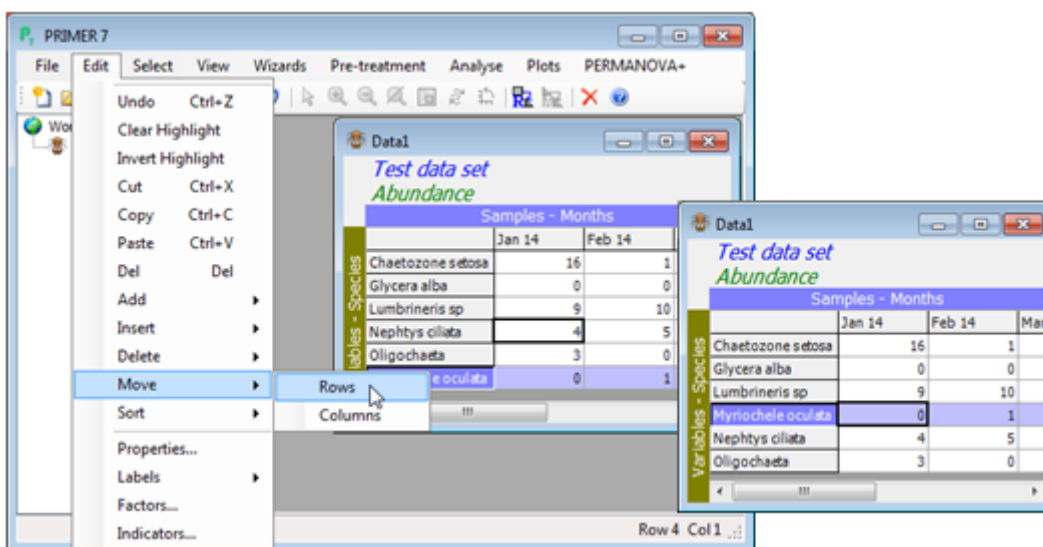 PRIMER 7
File Edit Select View Wizards Pre-treatment Analyse Plots PERMANOVA+
Undo Ctrl+Z
Clear Highlight
Invert Highlight
Cut Ctrl+X
Copy Ctrl+C
Paste Ctrl+V
Del Del
Add
Insert
Delete
Move
Sort
Properties...
Labels
Factors...
Indicators...
Rows
Columns
Data1
Test data set
Abundance
Samples - Months
Jan 14 Feb 14
Chaetozone setosa 16 1
Glycera alba 0 0
Lumbrineris sp 9 10
Nephtys ciliata 4 5
Oligochaeta 3 0
oculata 0 1
Species
Row 4 Col 1
Data1
Test data set
Abundance
Samples - Months
Jan 14 Feb 14
Chaetozone setosa 16 1
Glycera alba 0 0
Lumbrineris sp 9 10
Myriochele oculata 0 1
Nephtys ciliata 4 5
Oligochaeta 3 0
Variables - Species